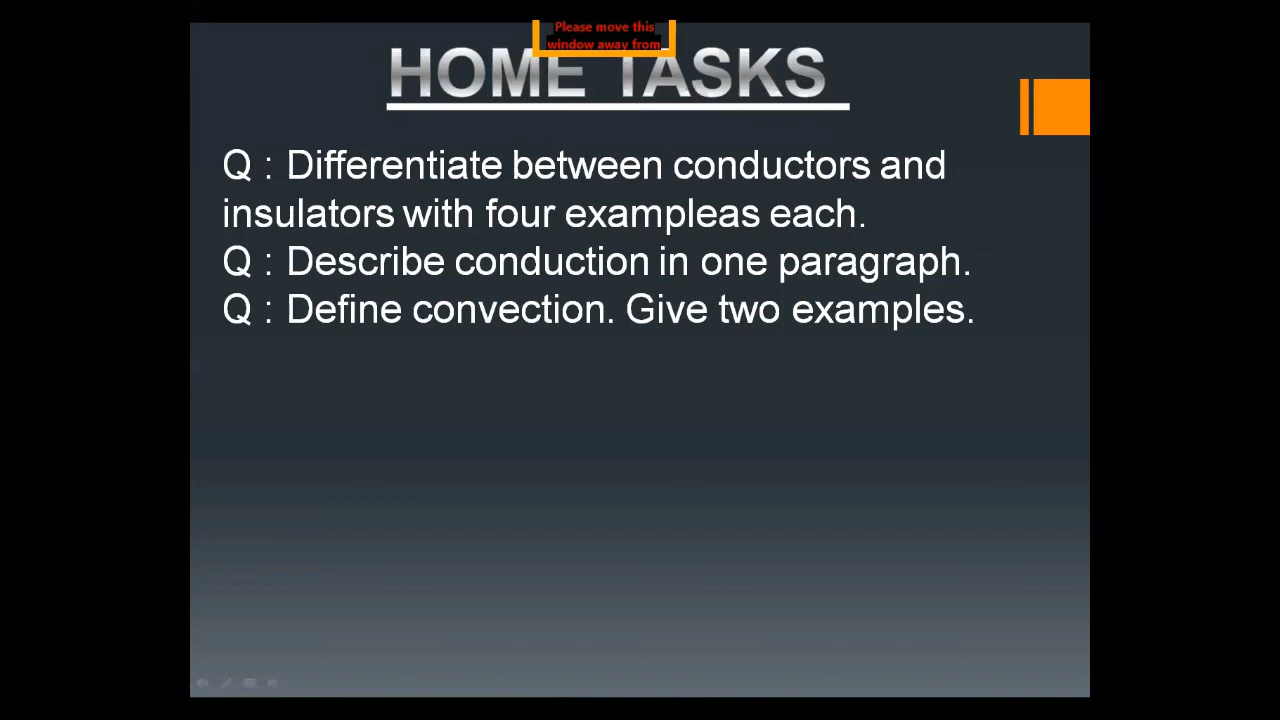 Please move this
window away from
HOME TASKS
Q : Differentiate between conductors and
insulators with four exampleas each.
Q : Describe conduction in one paragraph.
Q : Define convection. Give two examples.